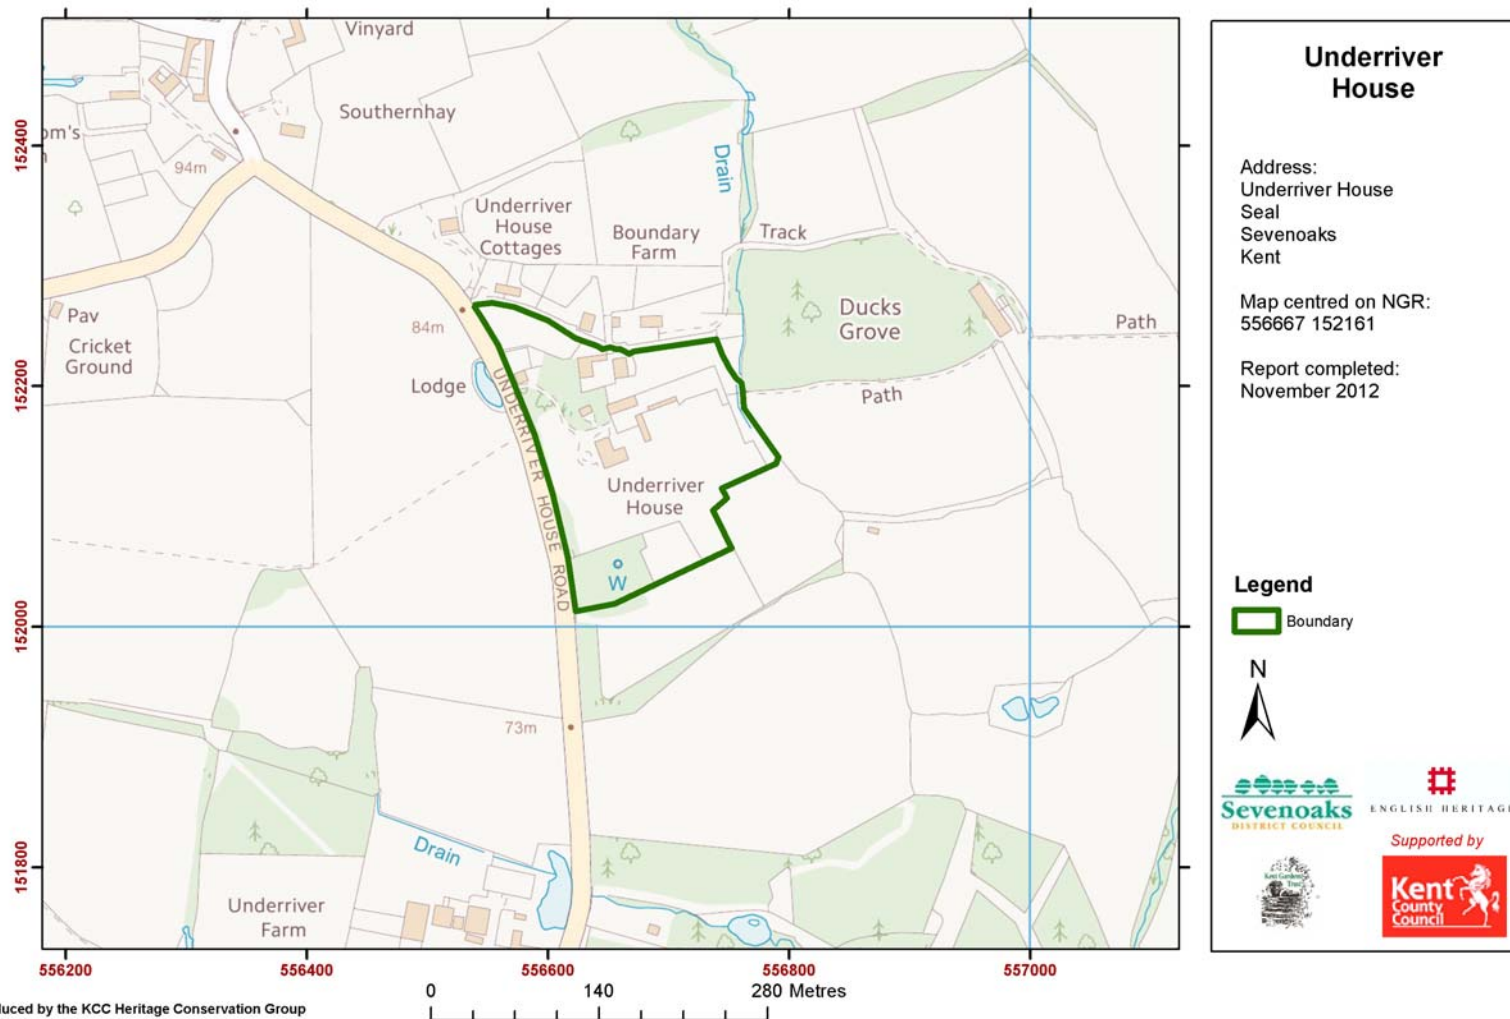 Vinyard
Southernhay
om's
94m
Drain
Underriver
House
Cottages
Boundary
Farm
Track
84m
Pav
Cricket
Ground
Lodge
Ducks
Grove
Path
Path
UNDERRIVER HOUSE ROAD
Underriver
House
W
73m
Drain
Underriver
Farm
152400
152200
152000
151800
556200
556400
556600
556800
557000
0 140 280 Metres
duced by the KCC Heritage Conservation Group
Underriver
House
Address:
Underriver House
Seal
Sevenoaks
Kent
Map centred on NGR:
556667 152161
Report completed:
November 2012
Legend
Boundary
N
Sevenoaks
DISTRICT COUNCIL
ENGLISH HERITAGE
Supported by
Kent Gardens
Trust
Kent
County
Council